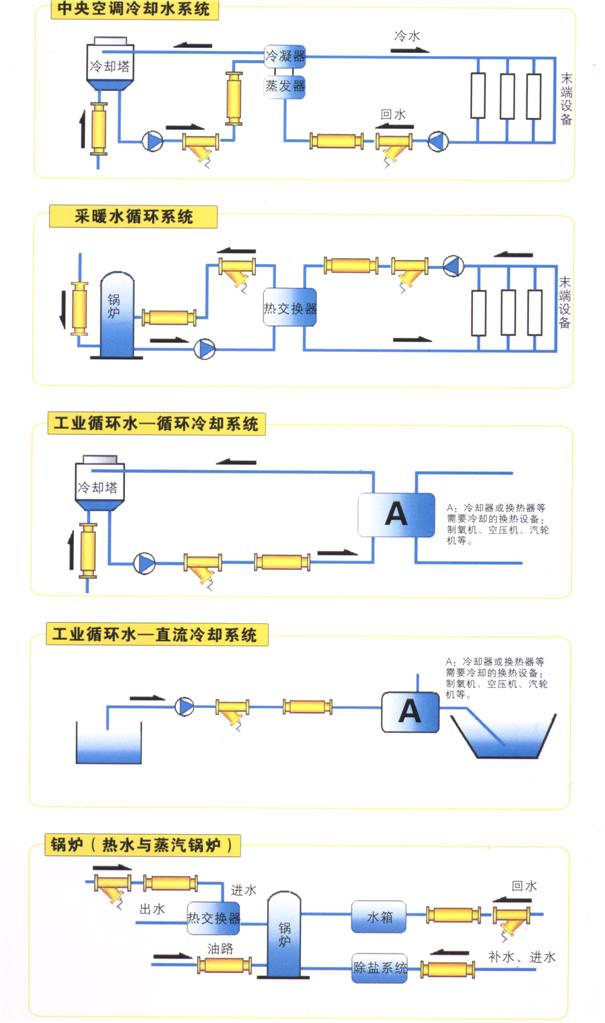 中央空调冷却水系统
冷却塔
冷凝器
蒸发器
冷水
回水
末端设备
采暖水循环系统
锅炉
热交换器
末端设备
工业循环水—循环冷却系统
冷却塔
A
A：冷却器或换热器等
需要冷却的换热设备；
制氧机、空压机、汽轮
机等。
工业循环水—直流冷却系统
A
A：冷却器或换热器等
需要冷却的换热设备；
制氧机、空压机、汽轮
机等。
锅炉（热水与蒸汽锅炉）
进水
出水
热交换器
油路
锅炉
水箱
除盐系统
回水
补水、进水